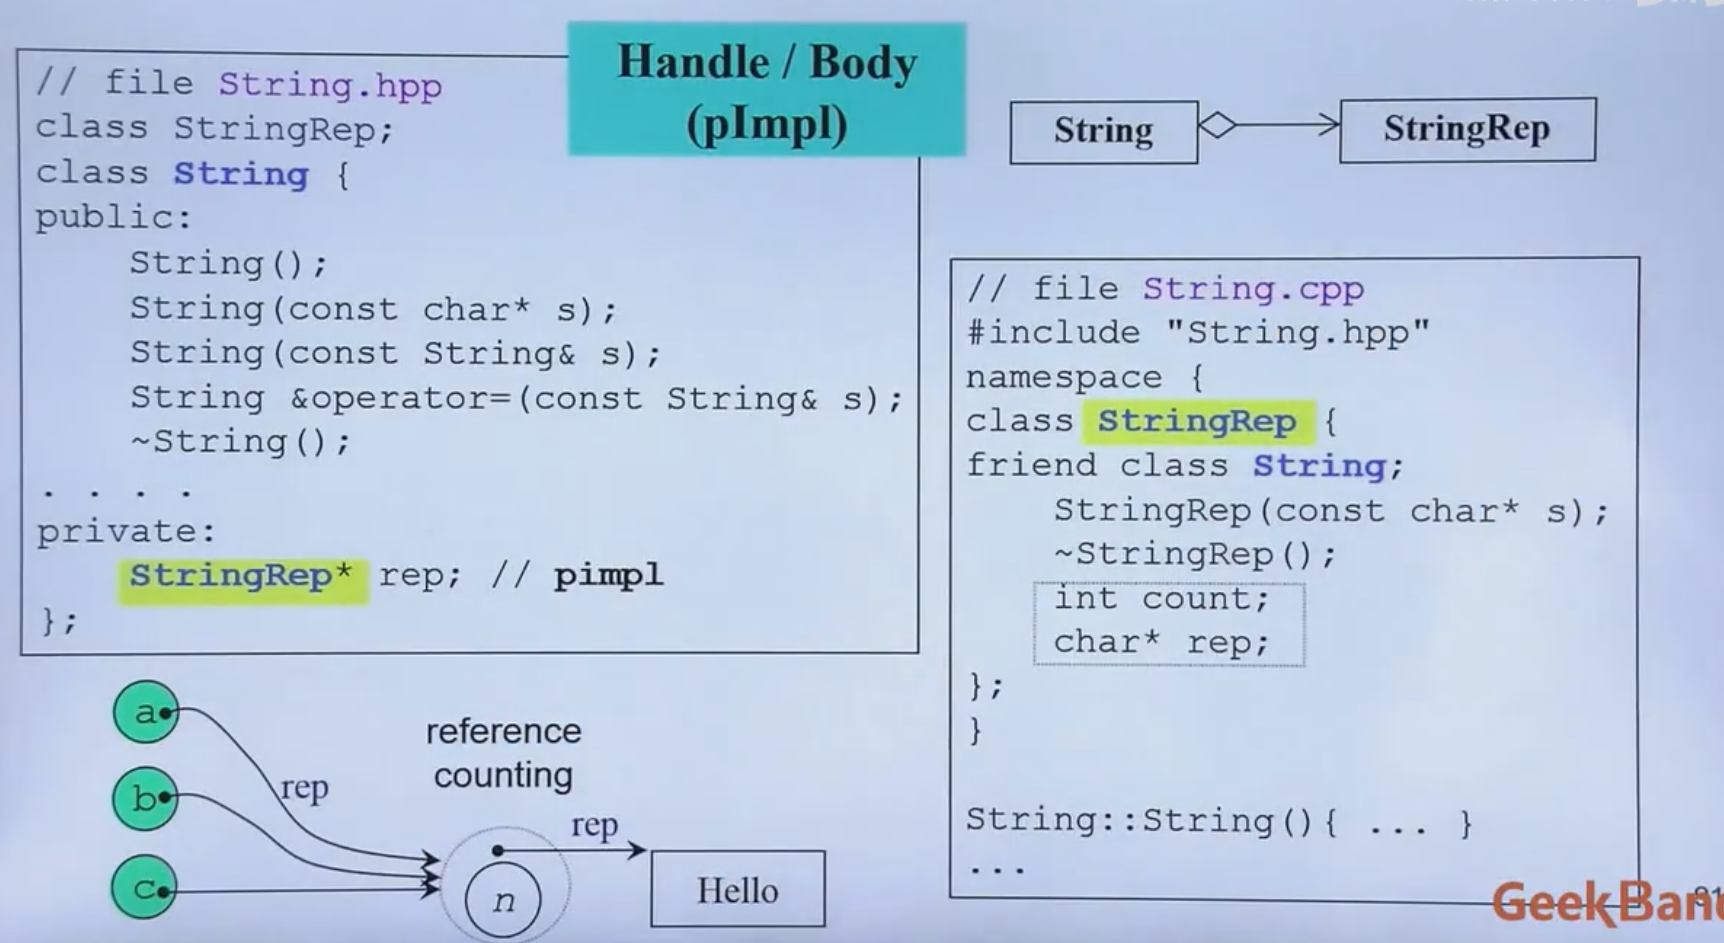 Handle / Body
(pImpl)
// file String.hpp
class StringRep;
class String {
public:
String();
String(const char* s);
String(const String& s);
String &operator=(const String& s);
~String();
. . . .
private:
StringRep* rep; // pimpl
};
String
StringRep
// file String.cpp
#include "String.hpp"
namespace {
class StringRep {
friend class String;
StringRep(const char* s);
~StringRep();
int count;
char* rep;
};
}
String::String(){ ... }
...
a
b
c
rep
reference
counting
rep
n
Hello